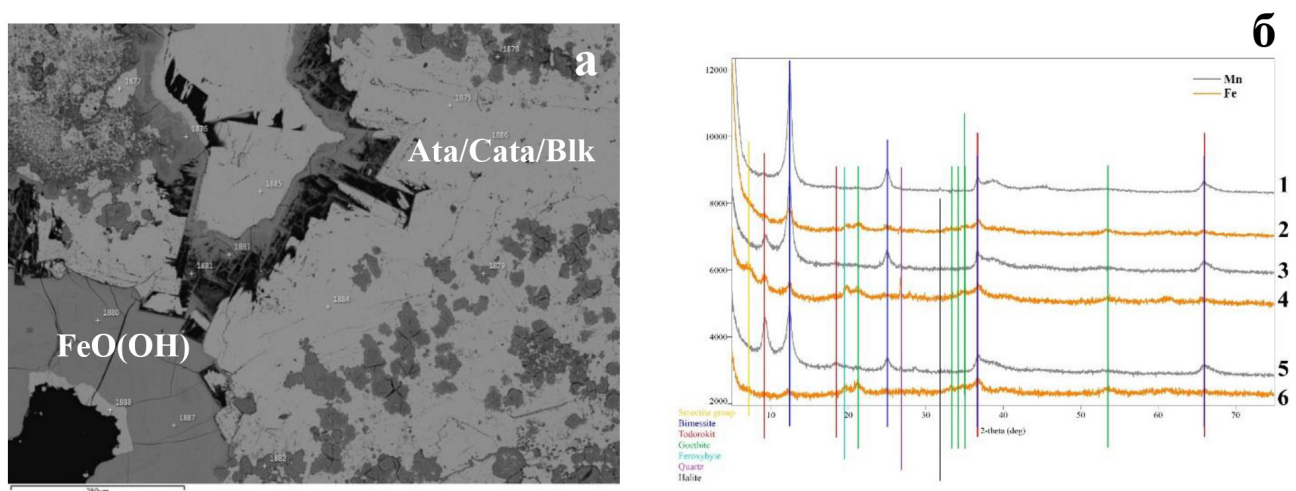 а
1878
1877
1875
1876
1886
Ata/Cata/Blk
1885
1883
1881
1879
1884
1880
FeO(OH)
1888
1887
1882
250μm
б
12000
10000
8000
6000
4000
2000
Mn
Fe
1
2
3
4
5
6
10 20 30 40 50 60 70
2-theta (deg)
Smectite group
Birnessite
Todorokit
Goethite
Feroxyhyte
Quartz
Halite